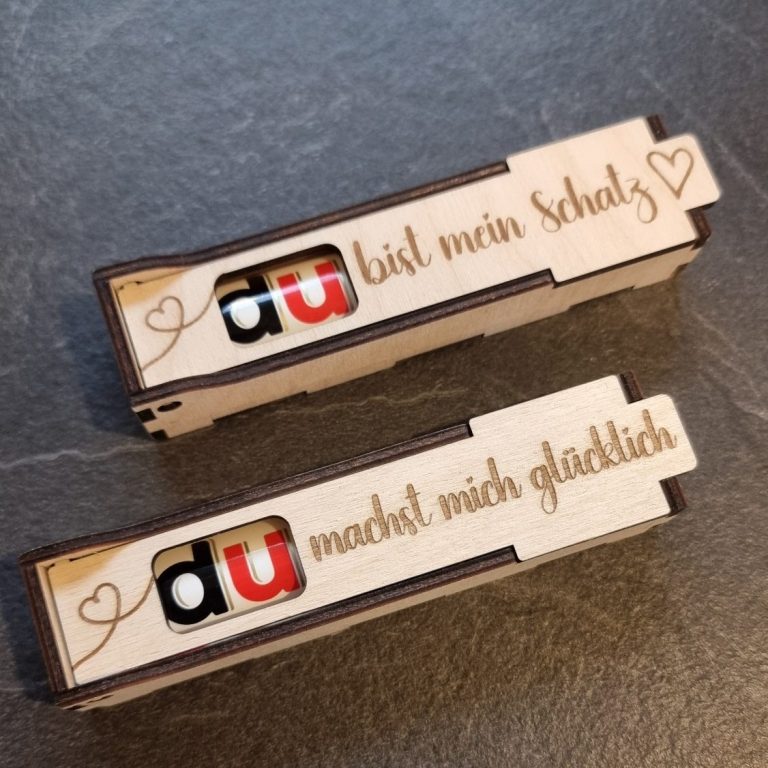 du bist mein Schatz
du machst mich glücklich